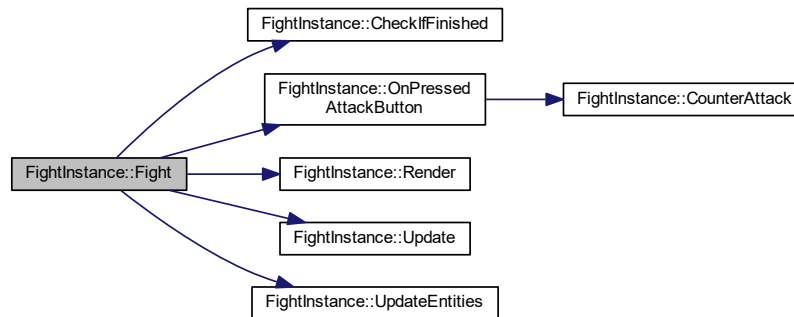 FightInstance::CheckIfFinished
FightInstance::OnPressed
AttackButton
FightInstance::CounterAttack
FightInstance::Fight
FightInstance::Render
FightInstance::Update
FightInstance::UpdateEntities